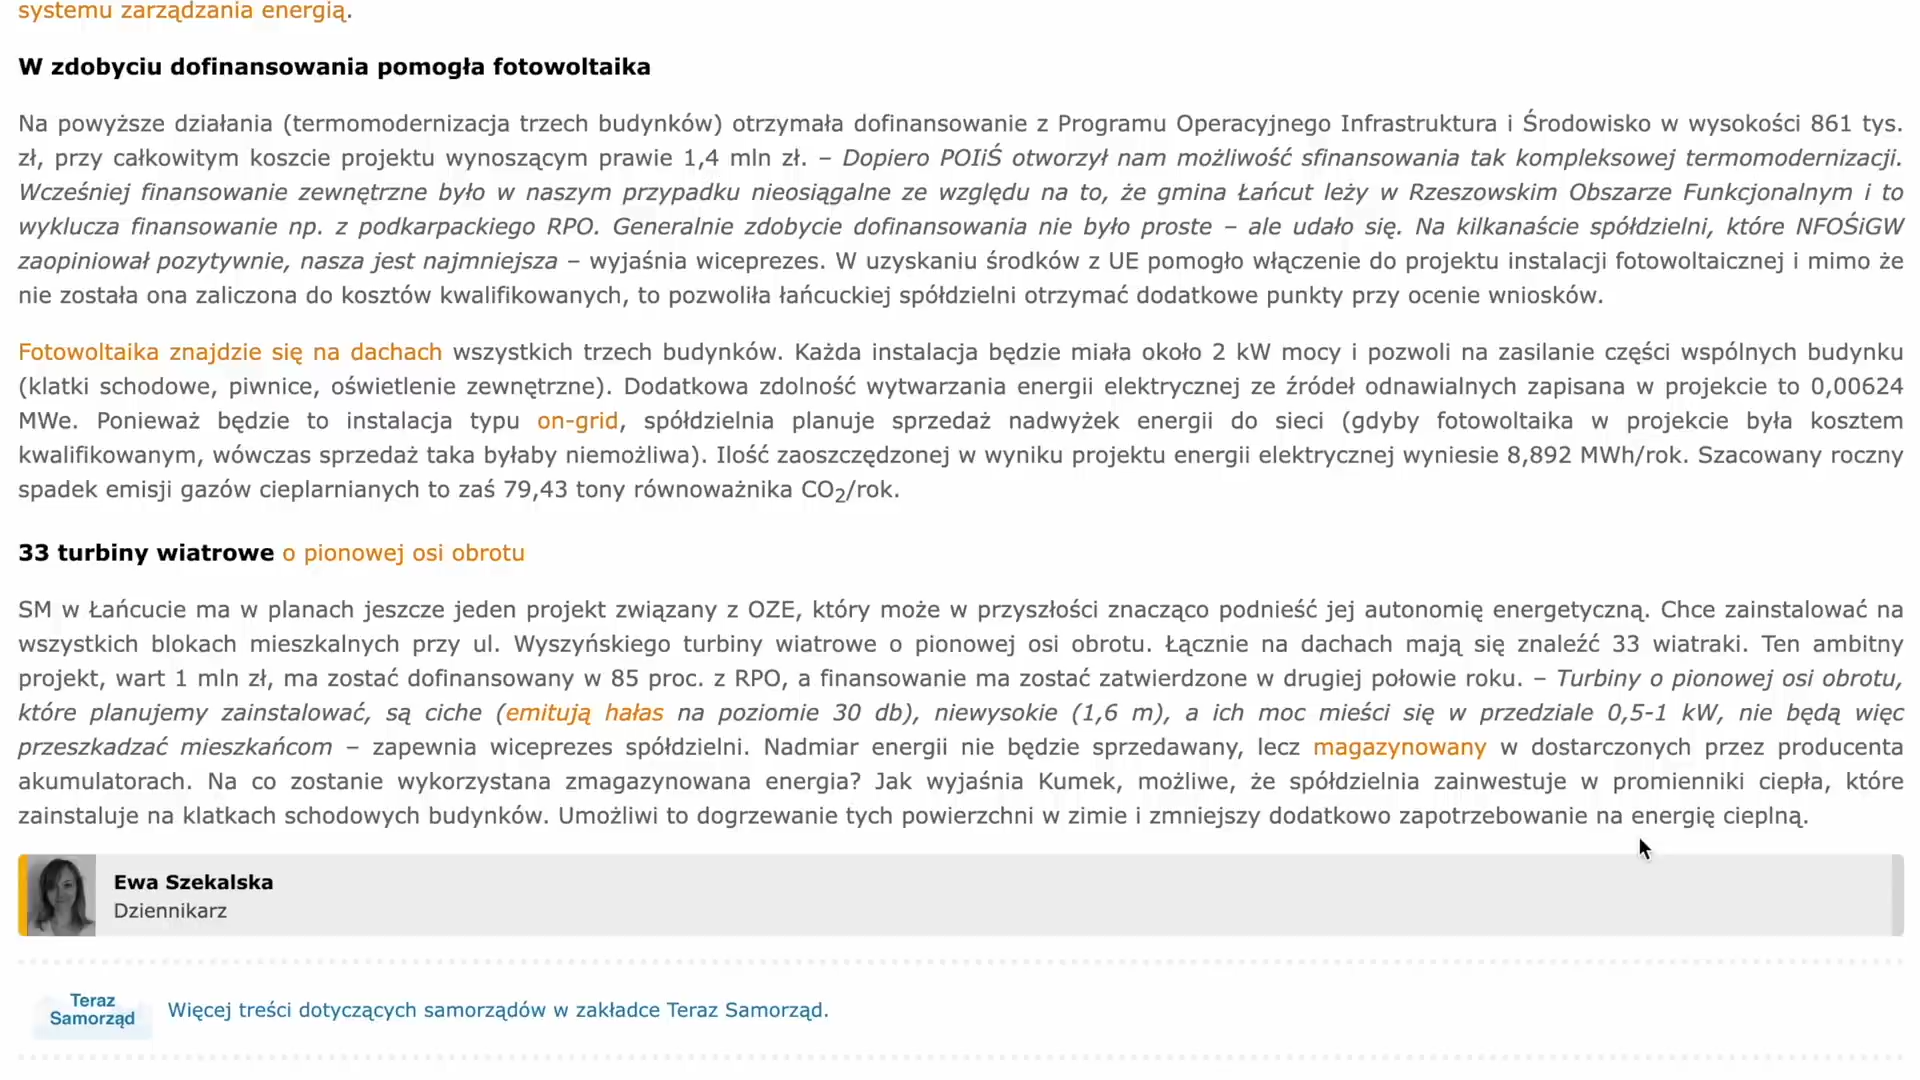 systemu zarządzania energią.
W zdobyciu dofinansowania pomogła fotowoltaika
Na powyższe działania (termomodernizacja trzech budynków) otrzymała dofinansowanie z Programu Operacyjnego Infrastruktura i Środowisko w wysokości 861 tys.
zł, przy całkowitym koszcie projektu wynoszącym prawie 1,4 mln zł. – Dopiero POIiŚ otworzył nam możliwość sfinansowania tak kompleksowej termomodernizacji.
Wcześniej finansowanie zewnętrzne było w naszym przypadku nieosiągalne ze względu na to, że gmina Łańcut leży w Rzeszowskim Obszarze Funkcjonalnym i to
wyklucza finansowanie np. z podkarpackiego RPO. Generalnie zdobycie dofinansowania nie było proste – ale udało się. Na kilkanaście spółdzielni, które NFOŚiGW
zaopiniował pozytywnie, nasza jest najmniejsza – wyjaśnia wiceprezes. W uzyskaniu środków z UE pomogło włączenie do projektu instalacji fotowoltaicznej i mimo że
nie została ona zaliczona do kosztów kwalifikowanych, to pozwoliła łańcuckiej spółdzielni otrzymać dodatkowe punkty przy ocenie wniosków.
Fotowoltaika znajdzie się na dachach wszystkich trzech budynków. Każda instalacja będzie miała około 2 kW mocy i pozwoli na zasilanie części wspólnych budynku
(klatki schodowe, piwnice, oświetlenie zewnętrzne). Dodatkowa zdolność wytwarzania energii elektrycznej ze źródeł odnawialnych zapisana w projekcie to 0,00624
MWe. Ponieważ będzie to instalacja typu on-grid, spółdzielnia planuje sprzedaż nadwyżek energii do sieci (gdyby fotowoltaika w projekcie była kosztem
kwalifikowanym, wówczas sprzedaż taka byłaby niemożliwa). Ilość zaoszczędzonej w wyniku projektu energii elektrycznej wyniesie 8,892 MWh/rok. Szacowany roczny
spadek emisji gazów cieplarnianych to zaś 79,43 tony równoważnika CO₂/rok.
33 turbiny wiatrowe o pionowej osi obrotu
SM w Łańcucie ma w planach jeszcze jeden projekt związany z OZE, który może w przyszłości znacząco podnieść jej autonomię energetyczną. Chce zainstalować na
wszystkich blokach mieszkalnych przy ul. Wyszyńskiego turbiny wiatrowe o pionowej osi obrotu. Łącznie na dachach mają się znaleźć 33 wiatraki. Ten ambitny
projekt, wart 1 mln zł, ma zostać dofinansowany w 85 proc. z RPO, a finansowanie ma zostać zatwierdzone w drugiej połowie roku. – Turbiny o pionowej osi obrotu,
które planujemy zainstalować, są ciche (emitują hałas na poziomie 30 db), niewysokie (1,6 m), a ich moc mieści się w przedziale 0,5-1 kW, nie będą więc
przeszkadzać mieszkańcom – zapewnia wiceprezes spółdzielni. Nadmiar energii nie będzie sprzedawany, lecz magazynowany w dostarczonych przez producenta
akumulatorach. Na co zostanie wykorzystana zmagazynowana energia? Jak wyjaśnia Kumek, możliwe, że spółdzielnia zainwestuje w promienniki ciepła, które
zainstaluje na klatkach schodowych budynków. Umożliwi to dogrzewanie tych powierzchni w zimie i zmniejszy dodatkowo zapotrzebowanie na energię cieplną.
Ewa Szekalska
Dziennikarz
Teraz
Samorząd
Więcej treści dotyczących samorządów w zakładce Teraz Samorząd.